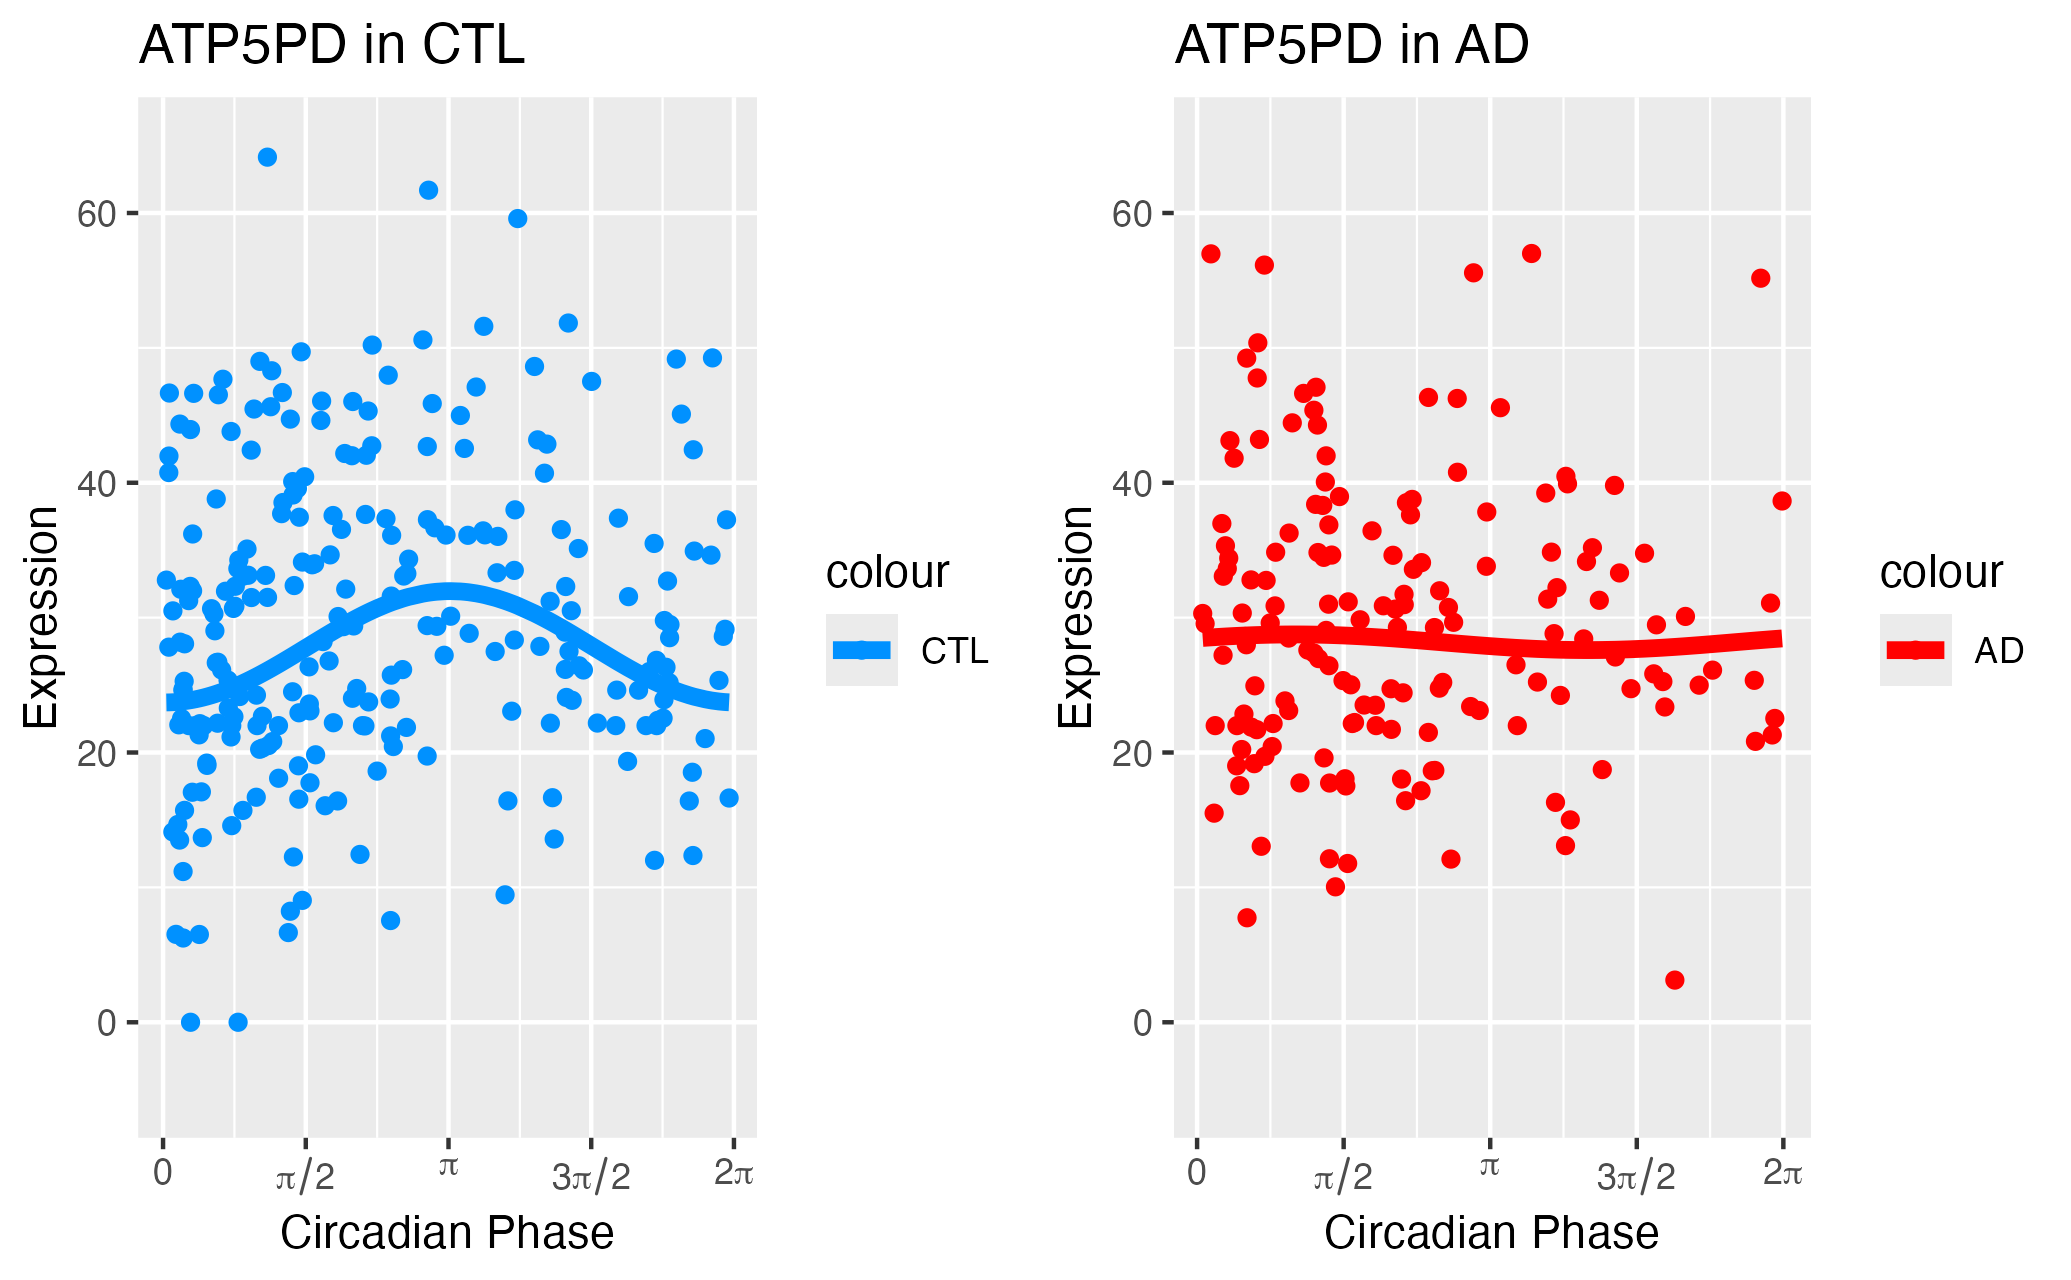 ATP5PD in CTL
Expression
60
40
20
0
0 π/2 π 3π/2 2π
Circadian Phase
colour
CTL
ATP5PD in AD
Expression
60
40
20
0
0 π/2 π 3π/2 2π
Circadian Phase
colour
AD